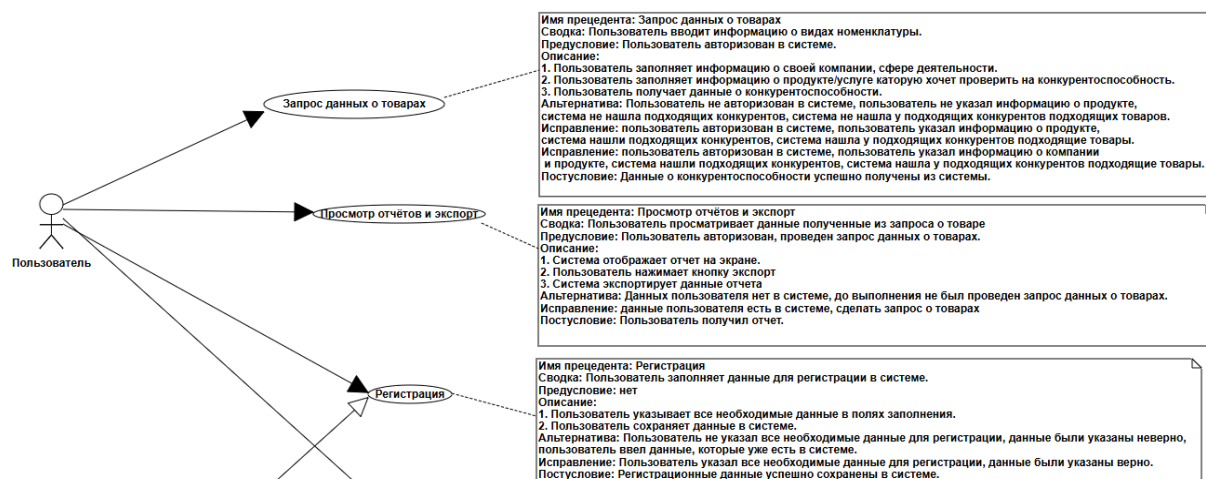 Имя прецедента: Запрос данных о товарах
Сводка: Пользователь вводит информацию о видах номенклатуры.
Предусловие: Пользователь авторизован в системе.
Описание:
1. Пользователь заполняет информацию о своей компании, сфере деятельности.
2. Пользователь заполняет информацию о продукте/услуге каторую хочет проверить на конкурентоспособность.
3. Пользователь получает данные о конкурентоспособности.
Альтернатива: Пользователь не авторизован в системе, пользователь не указал информацию о продукте,
система не нашла подходящих конкурентов, система не нашла у подходящих конкурентов подходящих товаров.
Исправление: пользователь авторизован в системе, пользователь указал информацию о продукте,
система нашли подходящих конкурентов, система нашла у подходящих конкурентов подходящие товары.
Исправление: пользователь авторизован в системе, пользователь указал информацию о компании
и продукте, система нашли подходящих конкурентов, система нашла у подходящих конкурентов подходящие товары.
Постусловие: Данные о конкурентоспособности успешно получены из системы.
Запрос данных о товарах
Просмотр отчётов и экспорт
Имя прецедента: Просмотр отчётов и экспорт
Сводка: Пользователь просматривает данные полученные из запроса о товаре
Предусловие: Пользователь авторизован, проведен запрос данных о товарах.
Описание:
1. Система отображает отчет на экране.
2. Пользователь нажимает кнопку экспорт
3. Система экспортирует данные отчета
Альтернатива: Данных пользователя нет в системе, до выполнения не был проведен запрос данных о товарах.
Исправление: данные пользователя есть в системе, сделать запрос о товарах
Постусловие: Пользователь получил отчет.
Пользователь
Регистрация
Имя прецедента: Регистрация
Сводка: Пользователь заполняет данные для регистрации в системе.
Предусловие: нет
Описание:
1. Пользователь указывает все необходимые данные в полях заполнения.
2. Пользователь сохраняет данные в системе.
Альтернатива: Пользователь не указал все необходимые данные для регистрации, данные были указаны неверно,
пользователь ввел данные, которые уже есть в системе.
Исправление: Пользователь указал все необходимые данные для регистрации, данные были указаны верно.
Постусловие: Регистрационные данные успешно сохранены в системе.